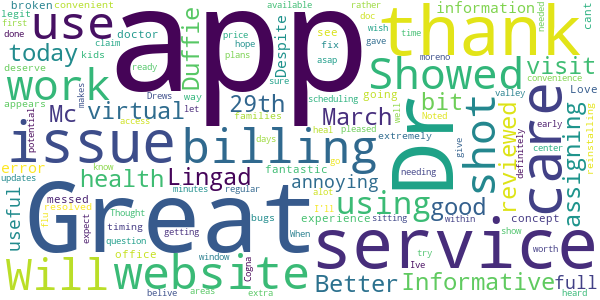 broken
convenient
available
rather
doc
information
cant
legit
price
first
app
thank
use
claim
doctor
Despite
see
wish
needed
done
hope
fix
gave
time
moreno
today
kids
Duffie
plans
asap
deserve
ready
sure
Showed
visit
work
way
Drews
scheduling
appears
makes
let
families
going
well
valley
convenience
Love
Mc
virtual
29th
March
bit
issue
billing
Dr
shot
care
reviewed
assigning
error
access
days
heal
pleased
extremely
Noted
early
reinstalling
potential
health
Lingad
know
go
fantastic
annoying
give
definitely
center
updates
messed
minutes
regular
needing
useful
Great
using
good
flu
resolved
bugs
alot
I'll
experience
sitting
within
concept
expect
Thought
timing
office
When
try
Ive
show
worth
Will
website
service
question
getting
window
Cogna
Better
Informative
full
belive
areas
extra
heard